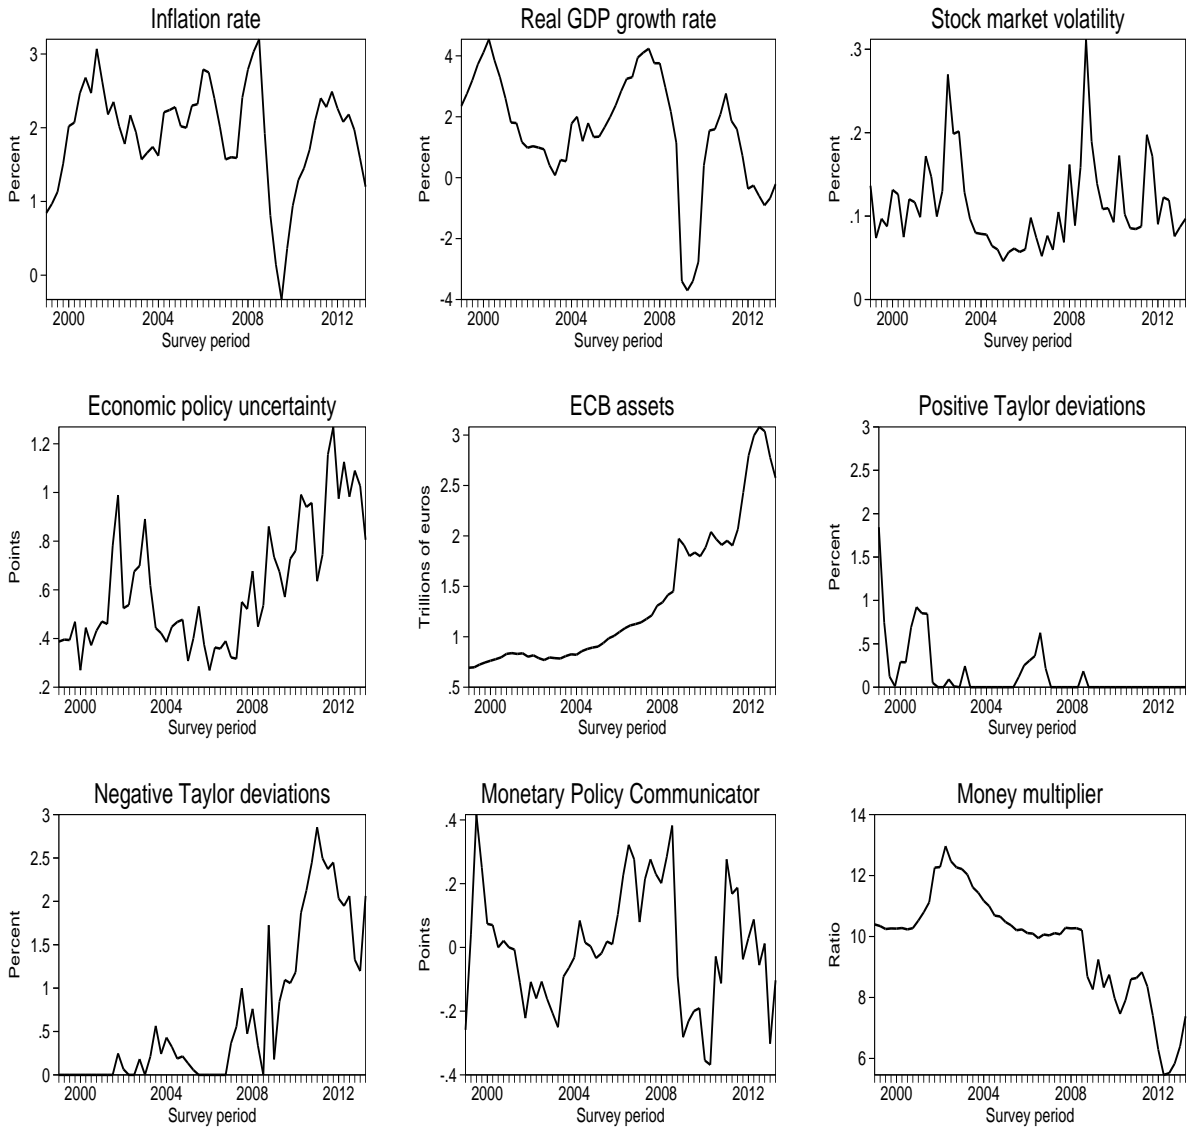 Inflation rate
Real GDP growth rate
Stock market volatility
Percent
3
2
1
0
2000 2004 2008 2012
Survey period
Percent
4
2
0
-2
-4
2000 2004 2008 2012
Survey period
Percent
.3
.2
.1
0
2000 2004 2008 2012
Survey period
Economic policy uncertainty
ECB assets
Positive Taylor deviations
Points
1.2
1
.8
.6
.4
.2
2000 2004 2008 2012
Survey period
Trillions of euros
3
2.5
2
1.5
1
.5
2000 2004 2008 2012
Survey period
Percent
3
2.5
2
1.5
1
.5
0
2000 2004 2008 2012
Survey period
Negative Taylor deviations
Monetary Policy Communicator
Money multiplier
Percent
3
2.5
2
1.5
1
.5
0
2000 2004 2008 2012
Survey period
Points
.4
.2
0
-.2
-.4
2000 2004 2008 2012
Survey period
Ratio
14
12
10
8
6
2000 2004 2008 2012
Survey period